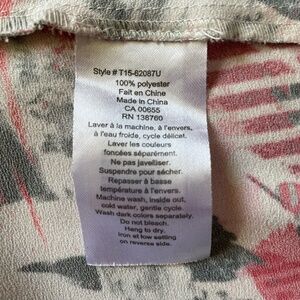 Style # T15-62087U
100% polyester
Fait en Chine
Made in China
CA 00655
RN 138760
Laver à la machine, à l'envers,
à l'eau froide, cycle délicat.
Laver les couleurs
foncées séparément.
Ne pas javelliser.
Suspendre pour sécher.
Repasser à basse
température à l'envers.
Machine wash, inside out,
cold water, gentle cycle.
Wash dark colors separately.
Do not bleach.
Hang to dry.
Iron at low setting
on reverse side.